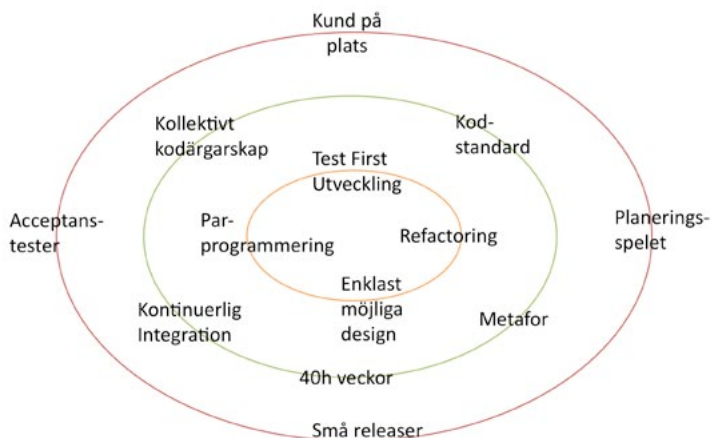 Kund på
plats
Kollektivt
kodärgarskap
Kod-
standard
Test First
Utveckling
Acceptans-
tester
Par-
programmering
Refactoring
Planerings-
spelet
Enklast
möjliga
design
Kontinuerlig
Integration
Metafor
40h veckor
Små releaser